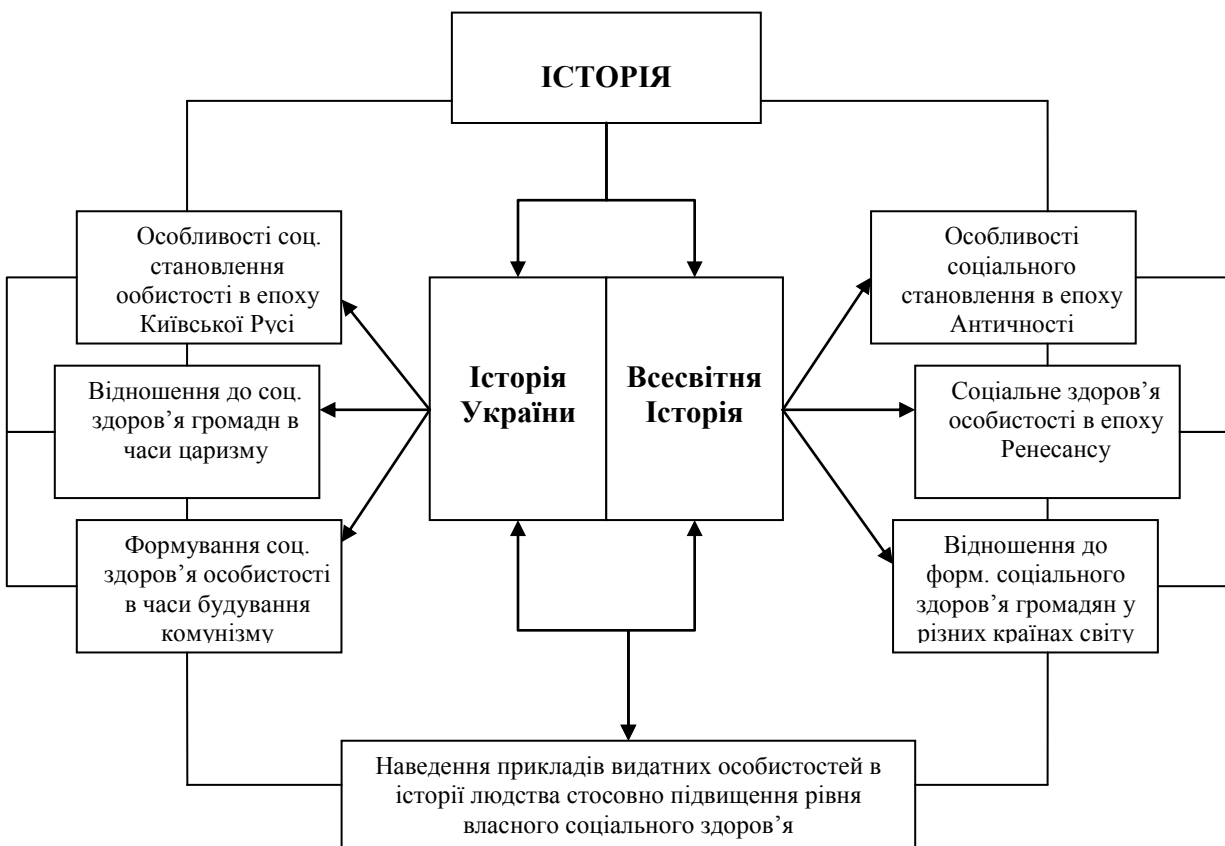 ІСТОРІЯ
Особливості соц.
становлення
ообистості в епоху
Київської Русі
Відношення до соц.
здоров’я громадн в
часи царизму
Формування соц.
здоров’я особистості
в часи будування
комунізму
Історія
України
Всесвітня
Історія
Особливості
соціального
становлення в епоху
Античності
Соціальне здоров’я
особистості в епоху
Ренесансу
Відношення до
форм. соціального
здоров’я громадян у
різних країнах світу
Наведення прикладів видатних особистостей в
історії людства стосовно підвищення рівня
власного соціального здоров’я